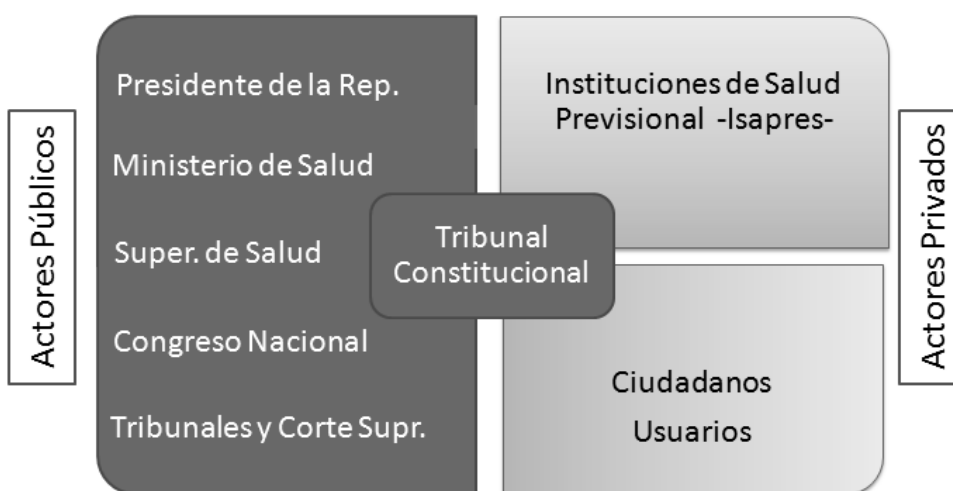 Actores Públicos
Presidente de la Rep.
Ministerio de Salud
Super. de Salud
Congreso Nacional
Tribunales y Corte Supr.
Tribunal
Constitucional
Instituciones de Salud
Previsional -Isapres-
Ciudadanos
Usuarios
Actores Privados